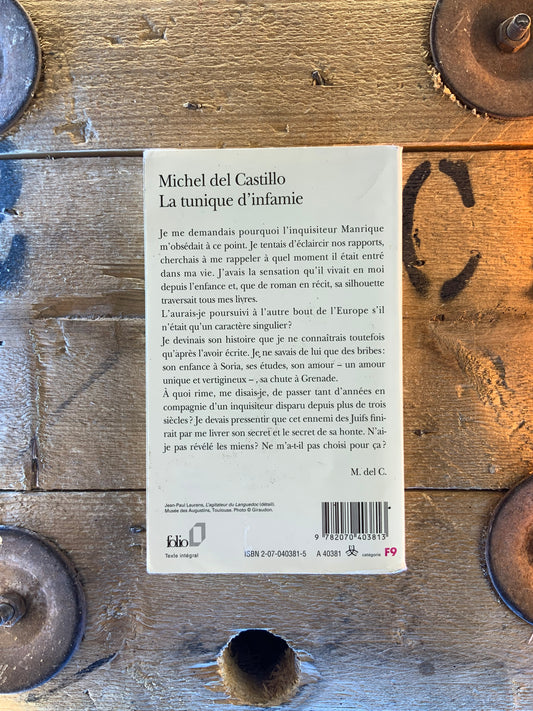 Michel del Castillo
La tunique d'infamie
Je me demandais pourquoi l'inquisiteur Manrique
m'obsédait à ce point. Je tentais d'éclaircir nos rapports,
cherchais à me rappeler à quel moment il était entré
dans ma vie. J'avais la sensation qu'il vivait en moi
depuis l'enfance et, que de roman en récit, sa silhouette
traversait tous mes livres.
L'aurais-je poursuivi à l'autre bout de l'Europe s'il
n'était qu'un caractère singulier?
Je devinais son histoire que je ne connaîtrais toutefois
qu'après l'avoir écrite. Je ne savais de lui que des bribes:
son enfance à Soria, ses études, son amour – un amour
unique et vertigineux –, sa chute à Grenade.
À quoi rime, me disais-je, de passer tant d'années en
compagnie d'un inquisiteur disparu depuis plus de trois
siècles? Je devais pressentir que cet ennemi des Juifs fini-
rait par me livrer son secret et le secret de sa honte. N'ai-
je pas révélé les miens? Ne m'a-t-il pas choisi pour ça?
M. del C.
Jean-Paul Laurens, L'agitateur du Languedoc (détail).
Musée des Augustins, Toulouse. Photo © Giraudon.
folio
Texte intégral
9 782070 403813
ISBN 2-07-040381-5 A 40381 catégorie F9